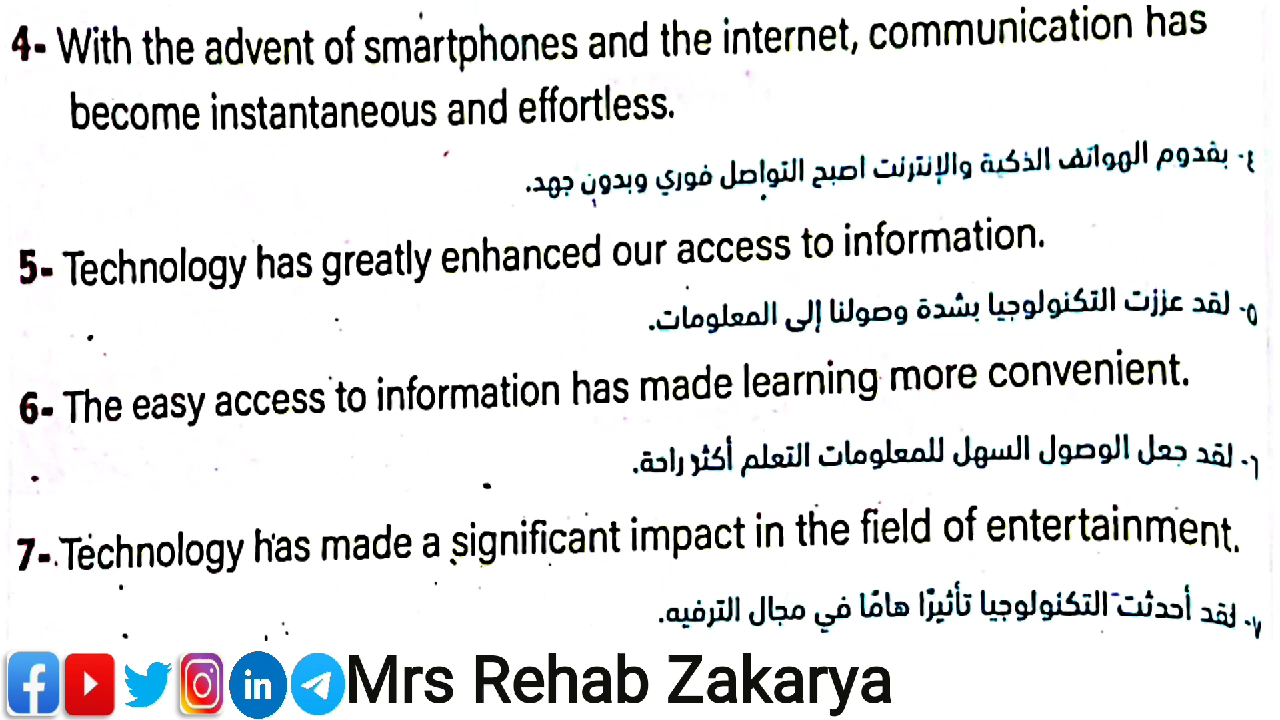 4- With the advent of smartphones and the internet, communication has
become instantaneous and effortless.
٤- بقدوم الهواتف الذكية والإنترنت اصبح التواصل فوري وبدون جهد.
5- Technology has greatly enhanced our access to information.
٥- لقد عززت التكنولوجيا بشدة وصولنا إلى المعلومات.
6- The easy access to information has made learning more convenient.
٦- لقد جعل الوصول السهل للمعلومات التعلم أكثر راحة.
7- Technology has made a significant impact in the field of entertainment.
٧- لقد أحدثت التكنولوجيا تأثيرًا هامًا في مجال الترفيه.
Mrs Rehab Zakarya